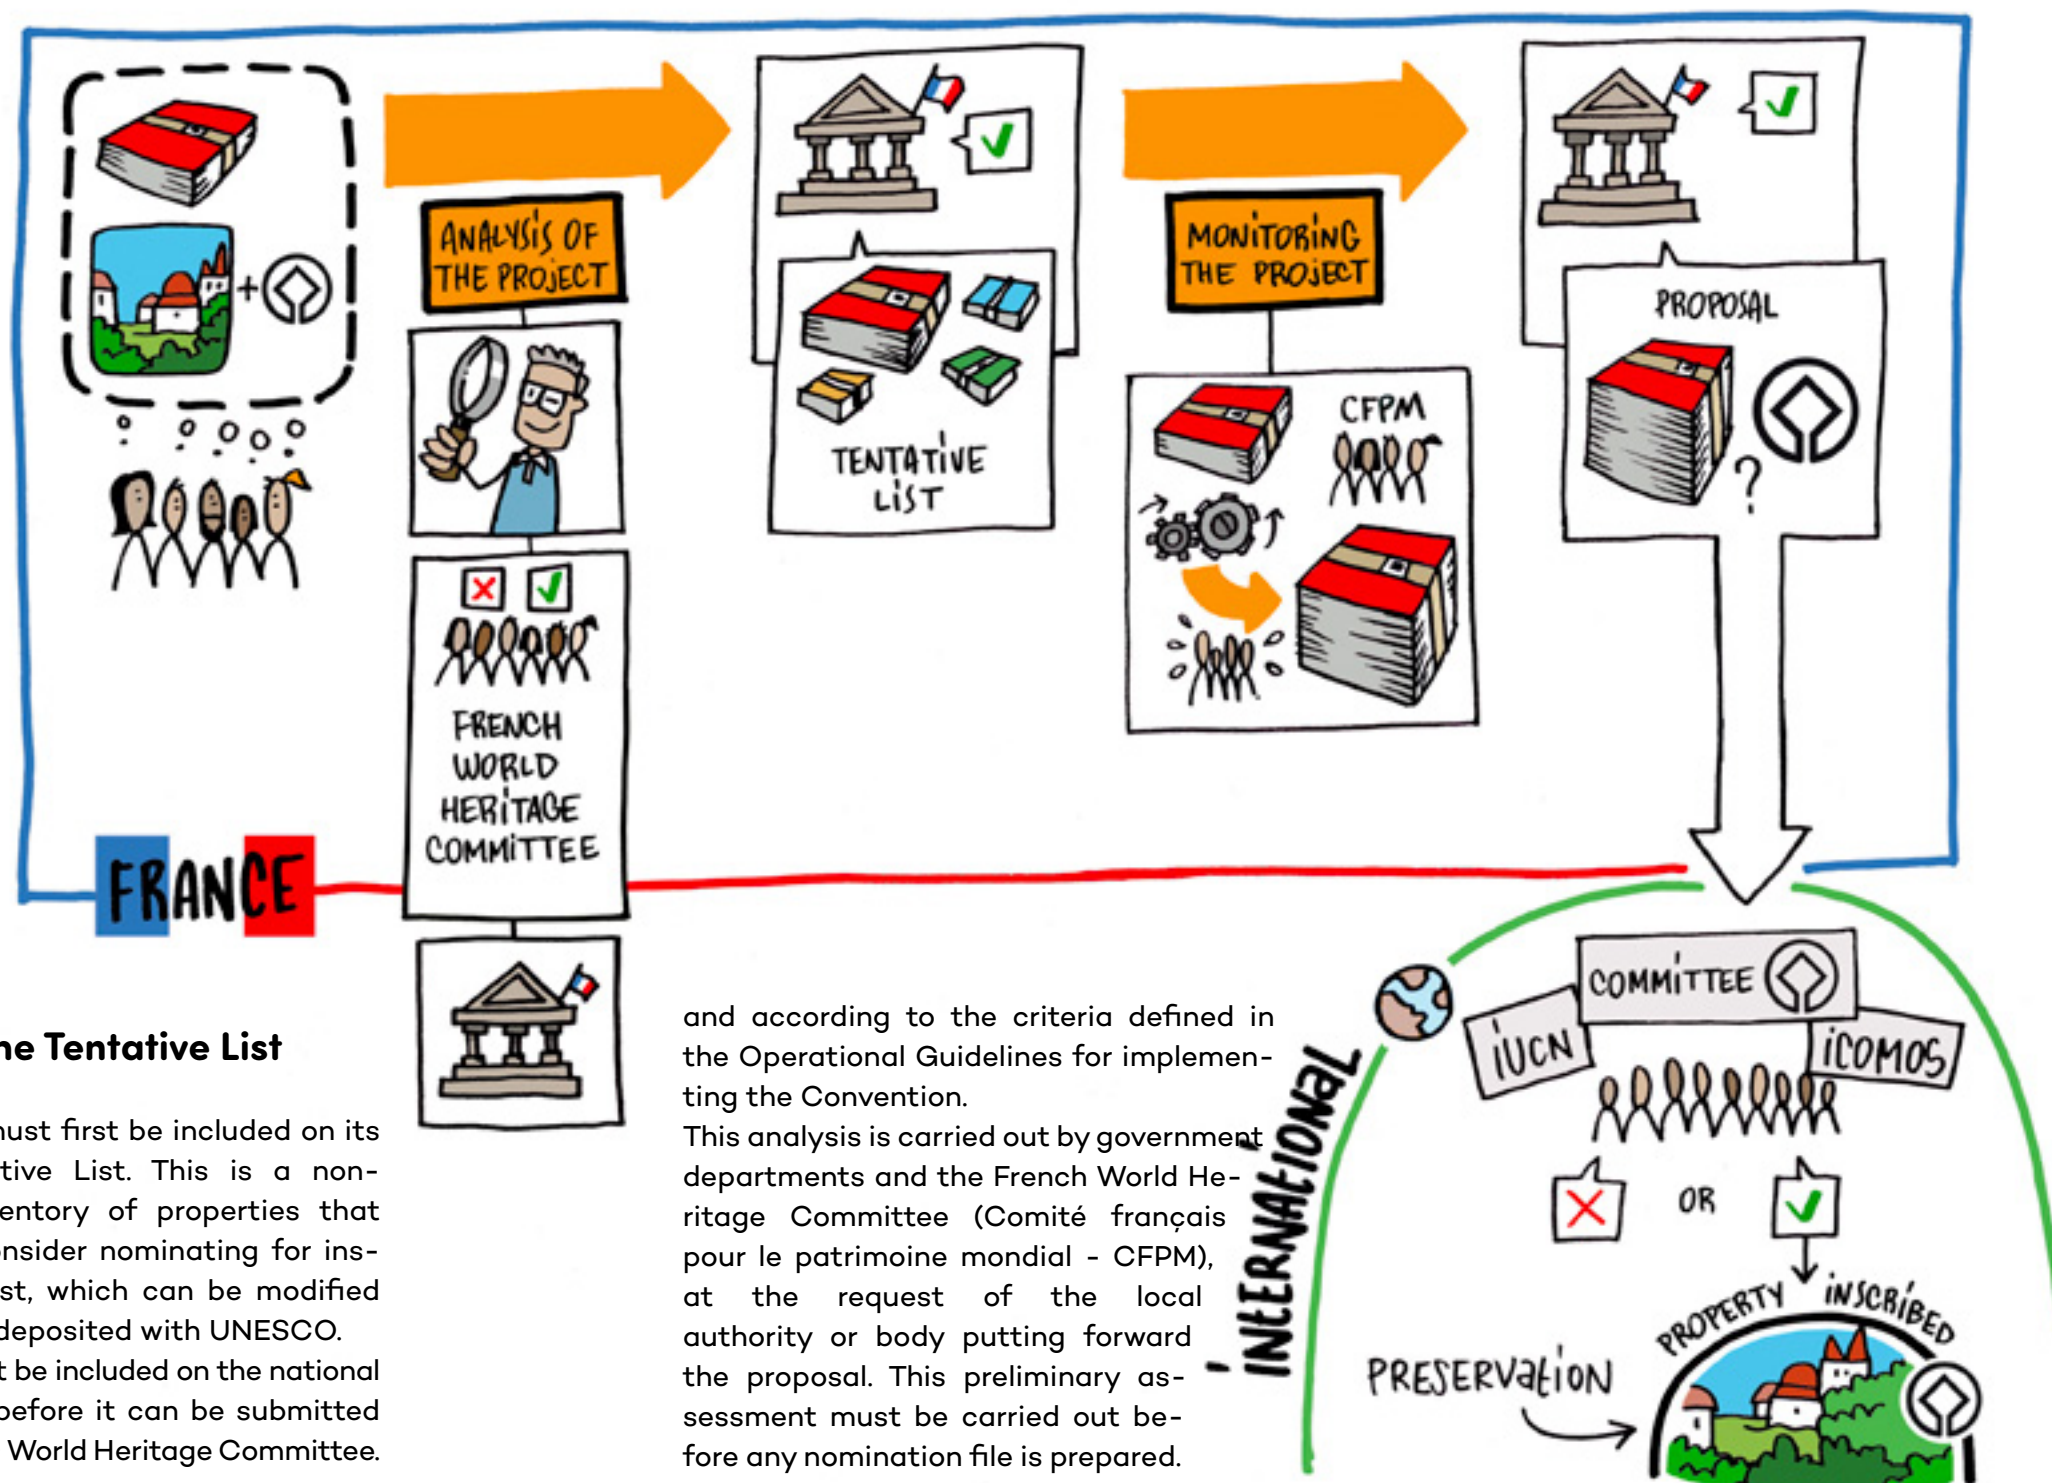 ANALYSIS OF
THE PROJECT
FRENCH
WORLD
HERITAGE
COMMITTEE
TENTATIVE
LIST
MONITORING
THE PROJECT
CFPM
PROPOSAL
?
FRANCE
he Tentative List
must first be included on its
tive List. This is a non-
entory of properties that
onsider nominating for ins-
st, which can be modified
deposited with UNESCO.
t be included on the national
before it can be submitted
World Heritage Committee.
and according to the criteria defined in
the Operational Guidelines for implemen-
ting the Convention.
This analysis is carried out by government
departments and the French World He-
ritage Committee (Comité français
pour le patrimoine mondial - CFPM),
at the request of the local
authority or body putting forward
the proposal. This preliminary as-
sessment must be carried out be-
fore any nomination file is prepared.
INTERNATIONAL
COMMITTEE
IUCN
ICOMOS
OR
PROPERTY INSCRIBED
PRESERVATION